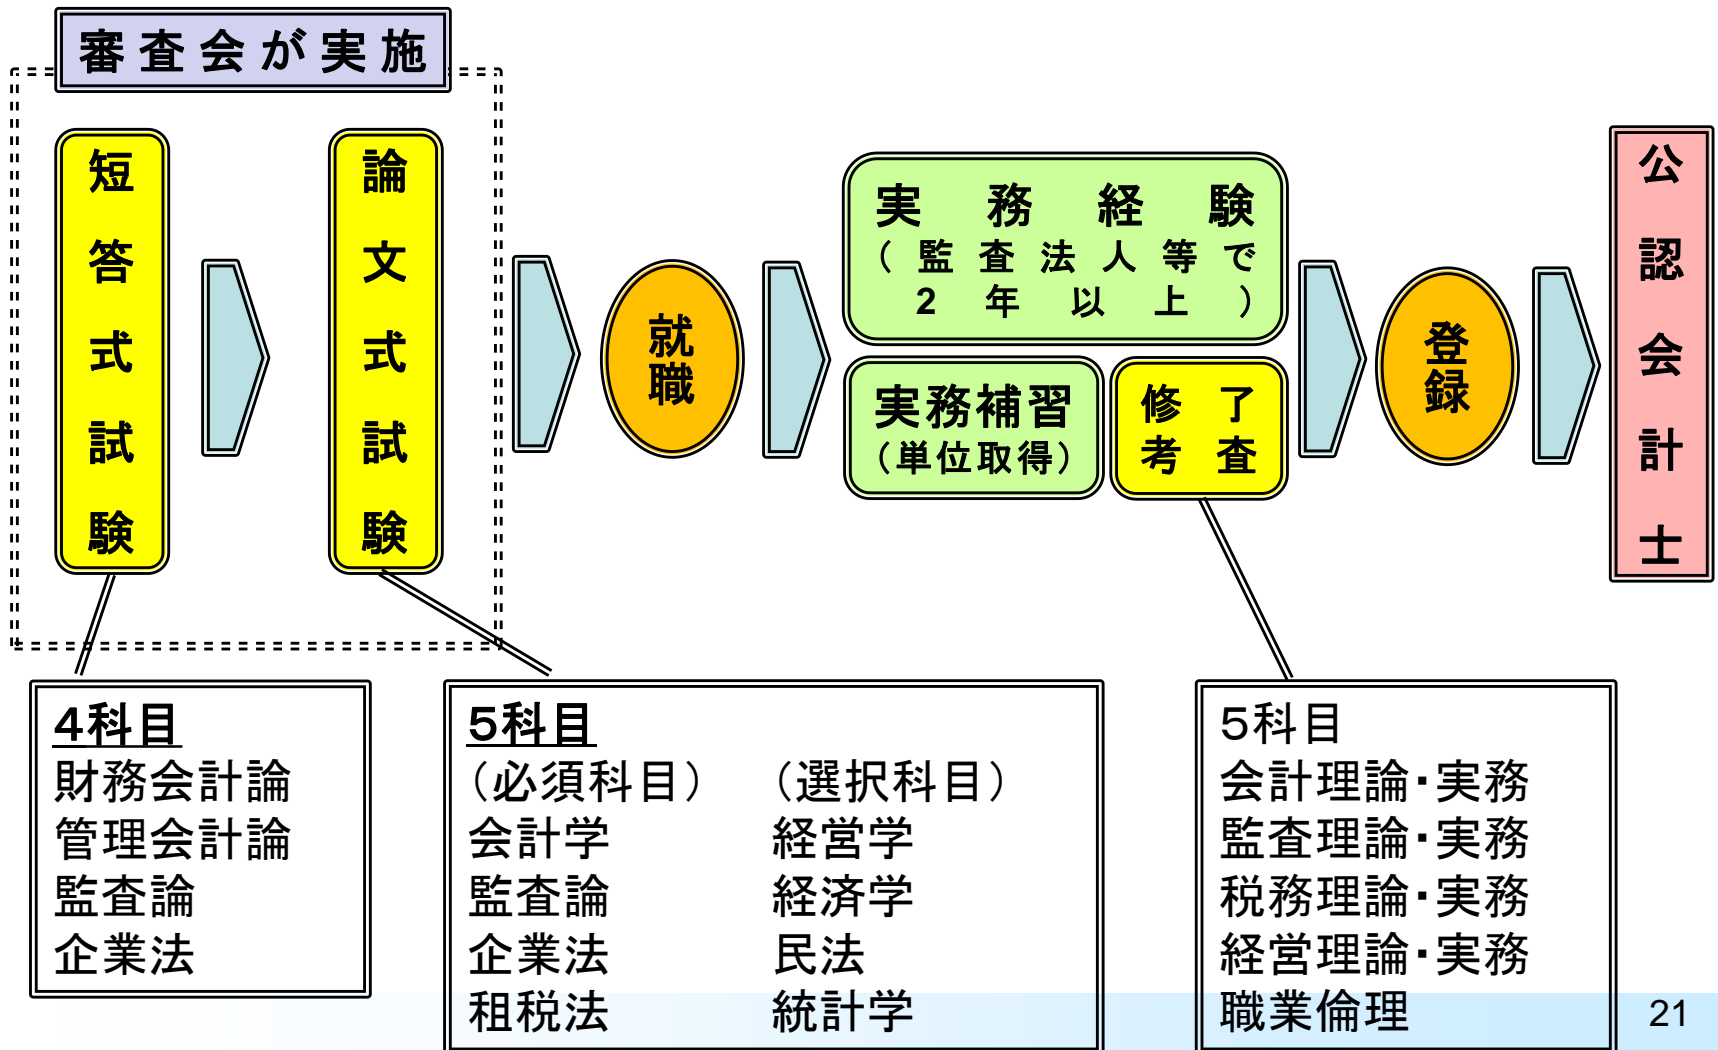 審査会が実施
短答式試験
論文式試験
就職
実務経験
（監査法人等で
2年以上）
実務補習
（単位取得）
修了
考査
登録
公認会計士
４科目
財務会計論
管理会計論
監査論
企業法
５科目
（必須科目） （選択科目）
会計学 経営学
監査論 経済学
企業法 民法
租税法 統計学
５科目
会計理論・実務
監査理論・実務
税務理論・実務
経営理論・実務
職業倫理
21